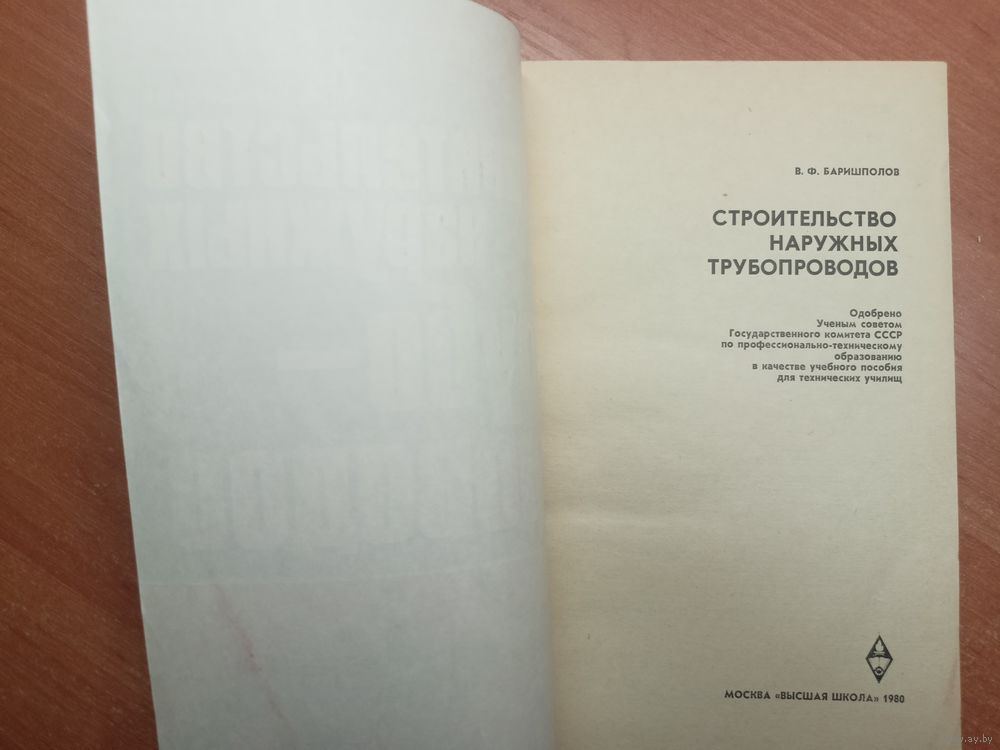 В. Ф. БАРИШПОЛОВ
СТРОИТЕЛЬСТВО
НАРУЖНЫХ
ТРУБОПРОВОДОВ
Одобрено
Ученым советом
Государственного комитета СССР
по профессионально-техническому
образованию
в качестве учебного пособия
для технических училищ
МОСКВА «ВЫСШАЯ ШКОЛА» 1980